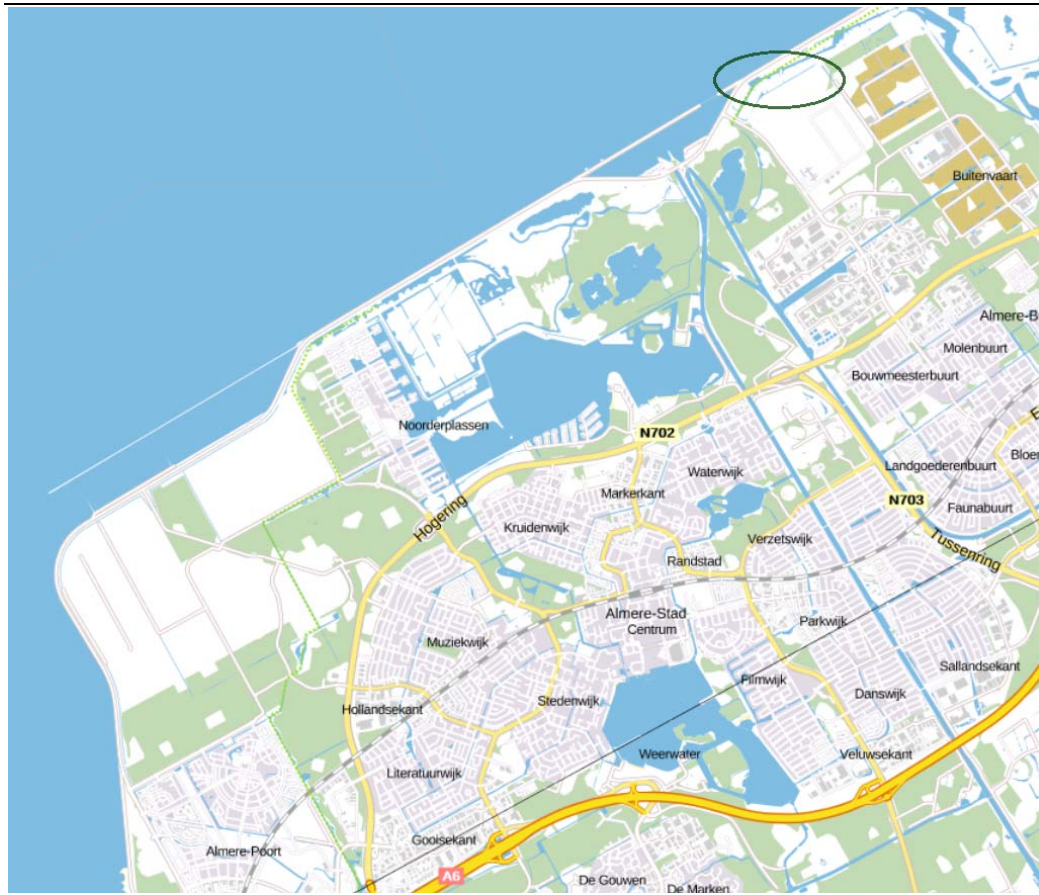 Buitenvaart
Almere-B
Molenbuurt
Bouwmeesterbuurt
Noorderplassen
N702
Waterwijk
Landgoederenbuurt
Bloer
Markerkant
N703
Faunabuurt
Hogering
Kruidenwijk
Verzetswijk
Tussenring
Randstad
Almere-Stad
Centrum
Parkwijk
Muziekwijk
Sallandsekant
Filmwijk
Danswijk
Stedenwijk
Hollandsekant
Weerwater
Veluwsekant
Literatuurwijk
Gooisekant
Almere-Poort
A6
De Gouwen
De Marken